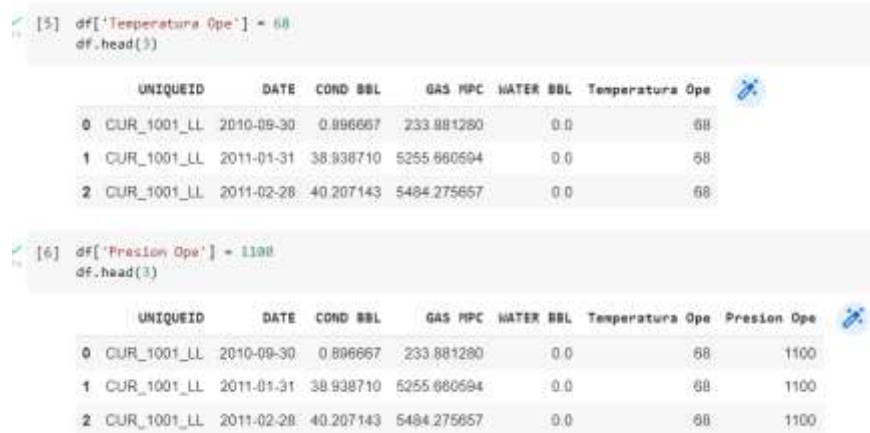 [5] df['Temperatura Ope'] = 68
df.head(3)
UNIQUEID DATE COND BBL GAS MPC WATER BBL Temperatura Ope
0 CUR_1001_LL 2010-09-30 0.896667 233.881280 0.0 68
1 CUR_1001_LL 2011-01-31 38.938710 5255.660594 0.0 68
2 CUR_1001_LL 2011-02-28 40.207143 5484.275657 0.0 68
[6] df['Presion Ope'] = 1100
df.head(3)
UNIQUEID DATE COND BBL GAS MPC WATER BBL Temperatura Ope Presion Ope
0 CUR_1001_LL 2010-09-30 0.896667 233.881280 0.0 68 1100
1 CUR_1001_LL 2011-01-31 38.938710 5255.660594 0.0 68 1100
2 CUR_1001_LL 2011-02-28 40.207143 5484.275657 0.0 68 1100